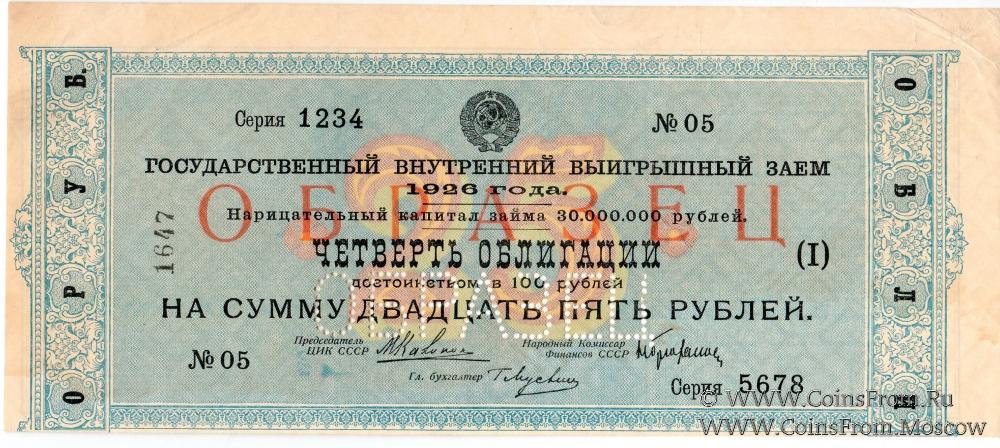 Серия 1234 № 05
ГОСУДАРСТВЕННЫЙ ВНУТРЕННИЙ ВЫИГРЫШНЫЙ ЗАЕМ
1926 года.
ОБРАЗЕЦ
Нарицательный капитал займа 30.000.000 рублей.
1647
ЧЕТВЕРТЬ ОБЛИГАЦИИ (I)
достоинством в 100 рублей
ОБРАЗЕЦ
НА СУММУ ДВАДЦАТЬ ПЯТЬ РУБЛЕЙ.
Председатель
ЦИК СССР
Народный Комиссар
Финансов СССР
№ 05
Гл. бухгалтер
Серия 5678
25
© WWW.CoinsFrom.Ru
WWW.CoinsFrom.Moscow